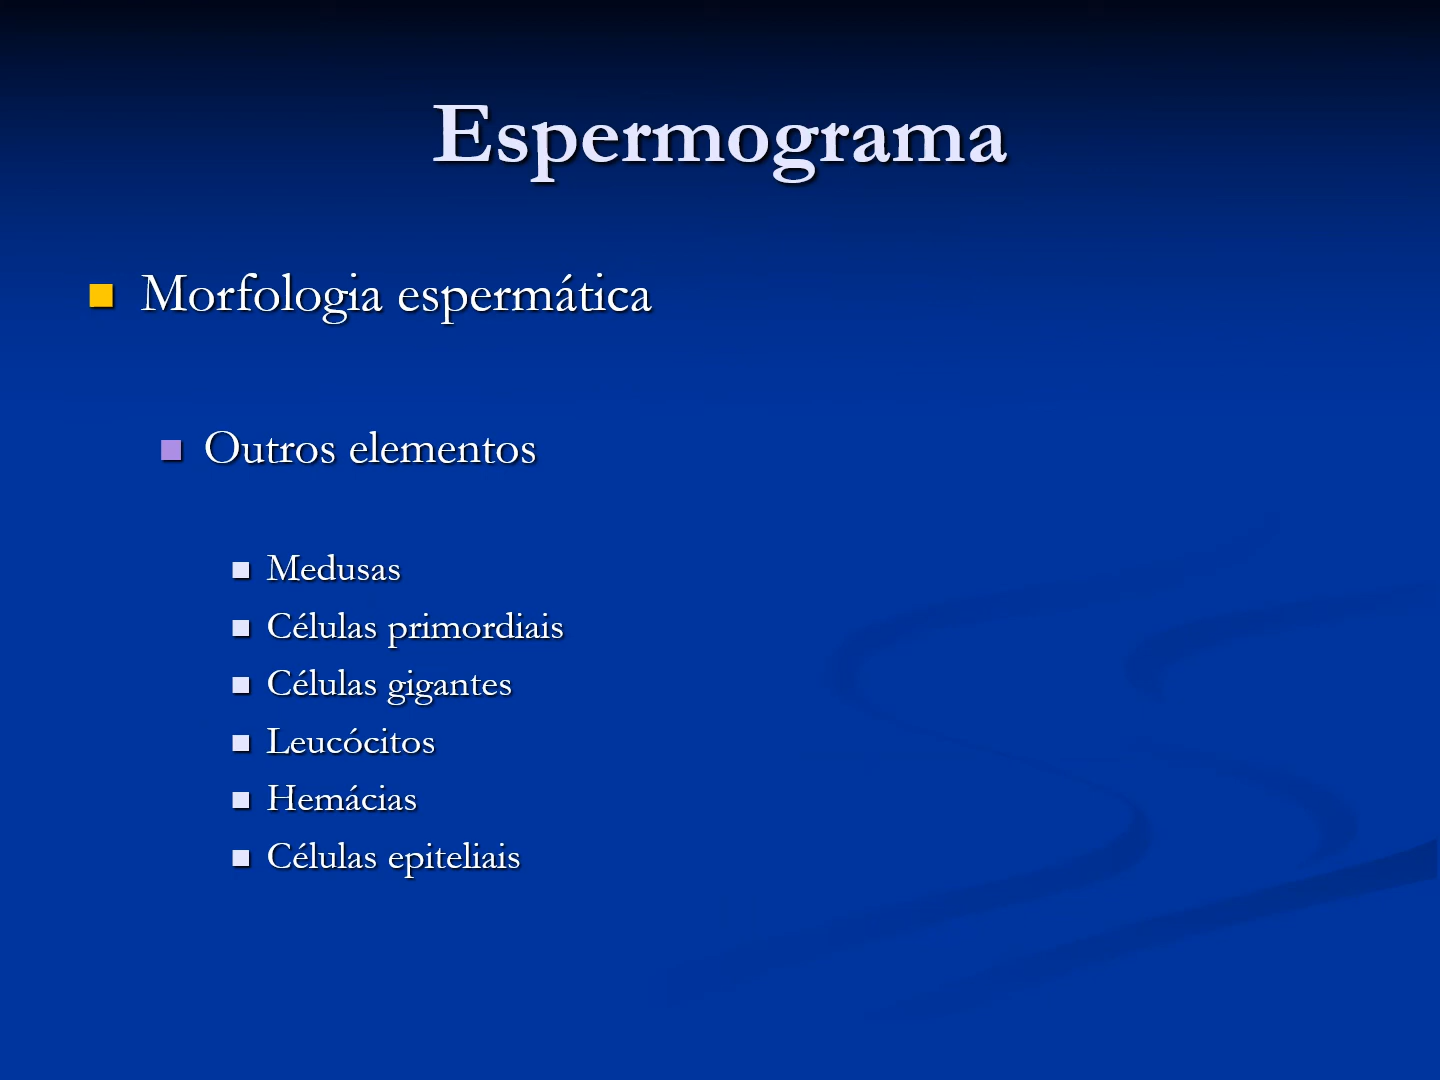 Espermograma
Morfologia espermática
Outros elementos
Medusas
Células primordiais
Células gigantes
Leucócitos
Hemácias
Células epiteliais